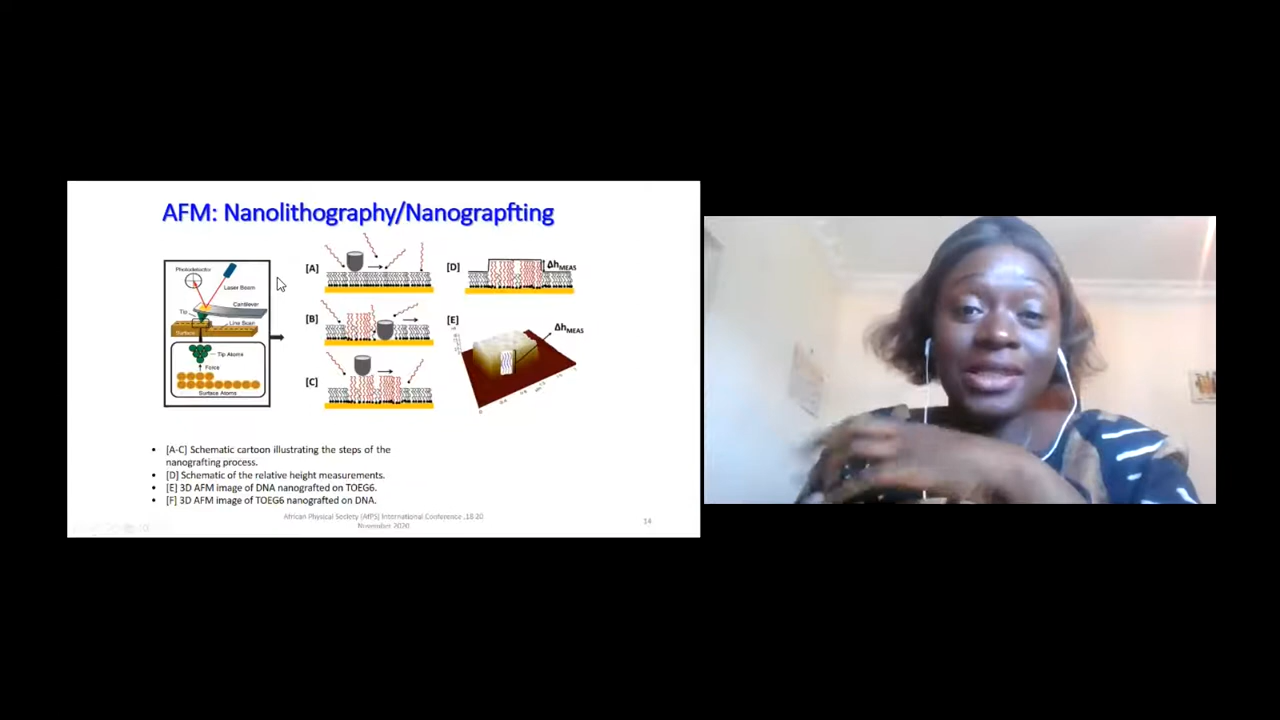 AFM: Nanolithography/Nanograpfting
Photodetector
Laser Beam
Cantilever
Tip
Line Scan
Surface
Tip Atoms
Force
Surface Atoms
[A]
[B]
[C]
[D]
ΔhMEAS
[E]
ΔhMEAS
• [A-C] Schematic cartoon illustrating the steps of the
nanografting process.
• [D] Schematic of the relative height measurements.
• [E] 3D AFM image of DNA nanografted on TOEG6.
• [F] 3D AFM image of TOEG6 nanografted on DNA.
African Physical Society (AfPS) International Conference ,18-20
November 2020
14